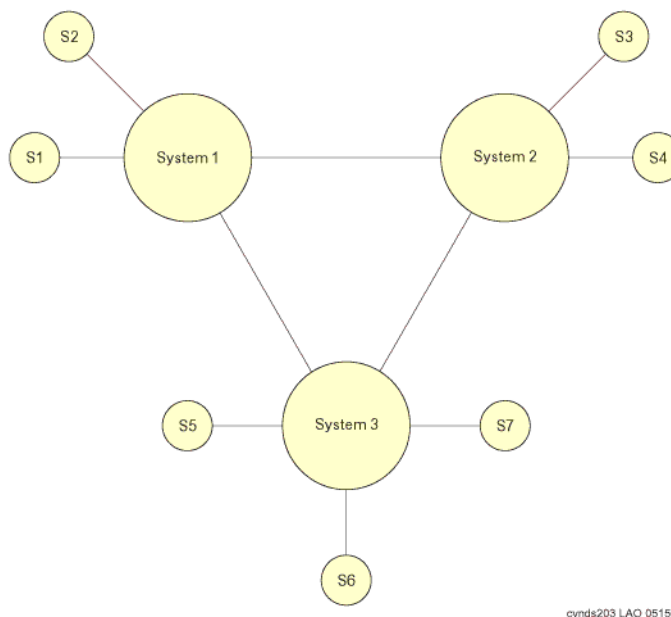 S2
S3
S1
System 1
System 2
S4
S5
System 3
S7
S6
cvnds203 LAO 0515